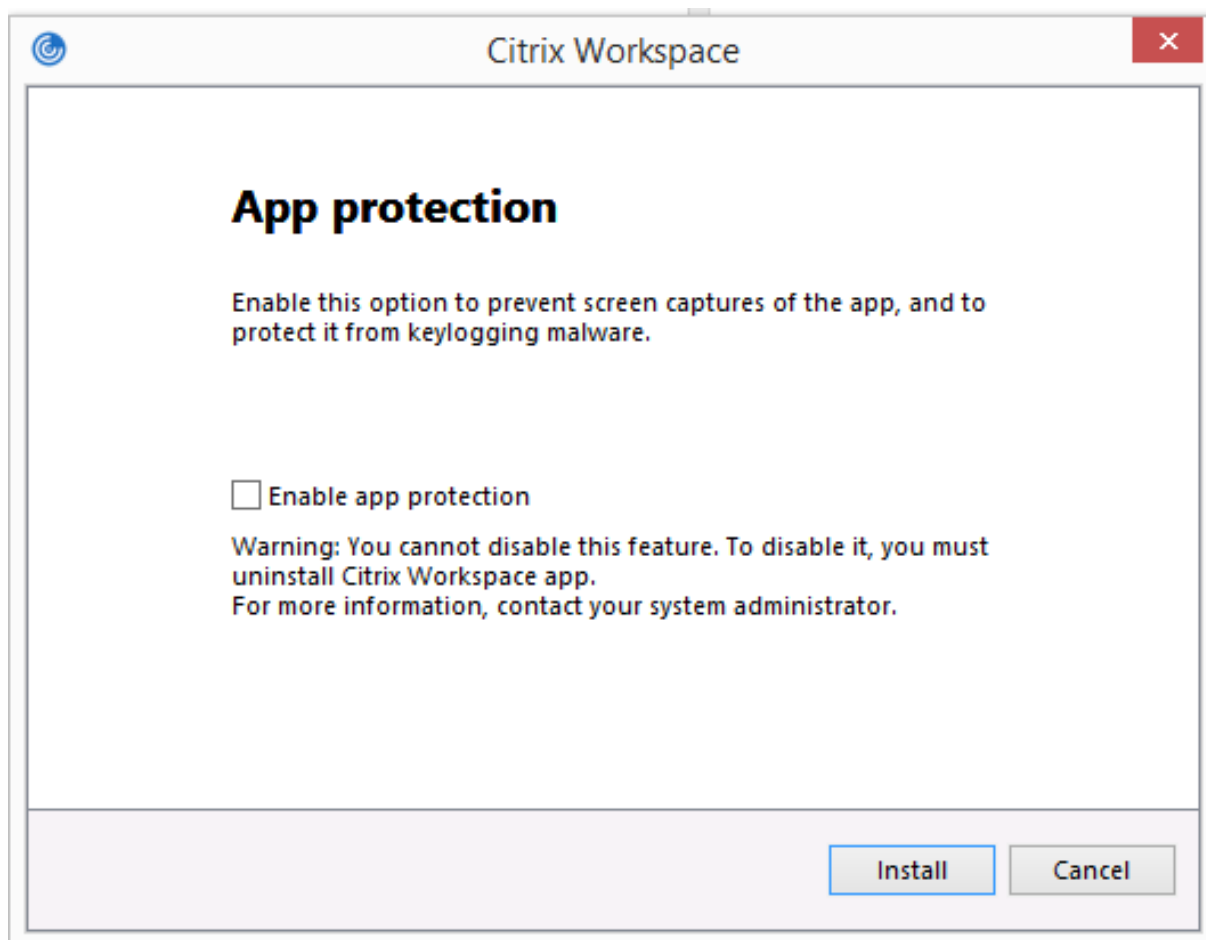 Citrix Workspace
App protection
Enable this option to prevent screen captures of the app, and to
protect it from keylogging malware.
Enable app protection
Warning: You cannot disable this feature. To disable it, you must
uninstall Citrix Workspace app.
For more information, contact your system administrator.
Install Cancel